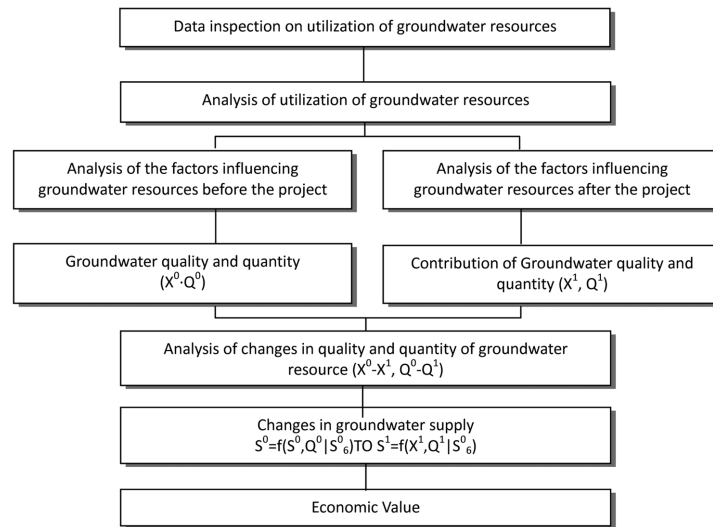 Data inspection on utilization of groundwater resources
Analysis of utilization of groundwater resources
Analysis of the factors influencing
groundwater resources before the project
Analysis of the factors influencing
groundwater resources after the project
Groundwater quality and quantity
(X⁰·Q⁰)
Contribution of Groundwater quality and
quantity (X¹, Q¹)
Analysis of changes in quality and quantity of groundwater
resource (X⁰-X¹, Q⁰-Q¹)
Changes in groundwater supply
S⁰=f(S⁰,Q⁰|S⁰₆)TO S¹=f(X¹,Q¹|S⁰₆)
Economic Value